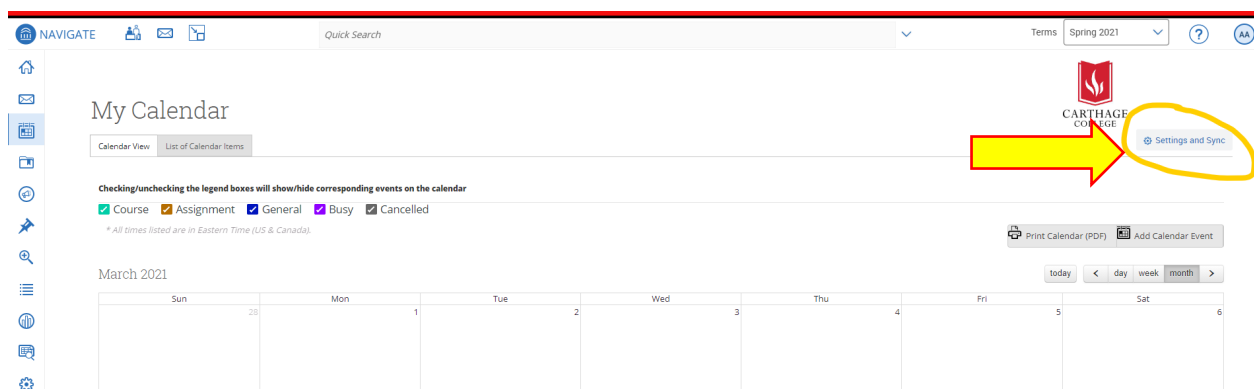 NAVIGATE
Quick Search
Terms Spring 2021
?
AA
My Calendar
CARTHAGE
COLLEGE
Settings and Sync
Calendar View List of Calendar Items
Checking/unchecking the legend boxes will show/hide corresponding events on the calendar
Course Assignment General Busy Cancelled
* All times listed are in Eastern Time (US & Canada).
Print Calendar (PDF) Add Calendar Event
March 2021
today < day week month >
Sun Mon Tue Wed Thu Fri Sat
28 1 2 3 4 5 6